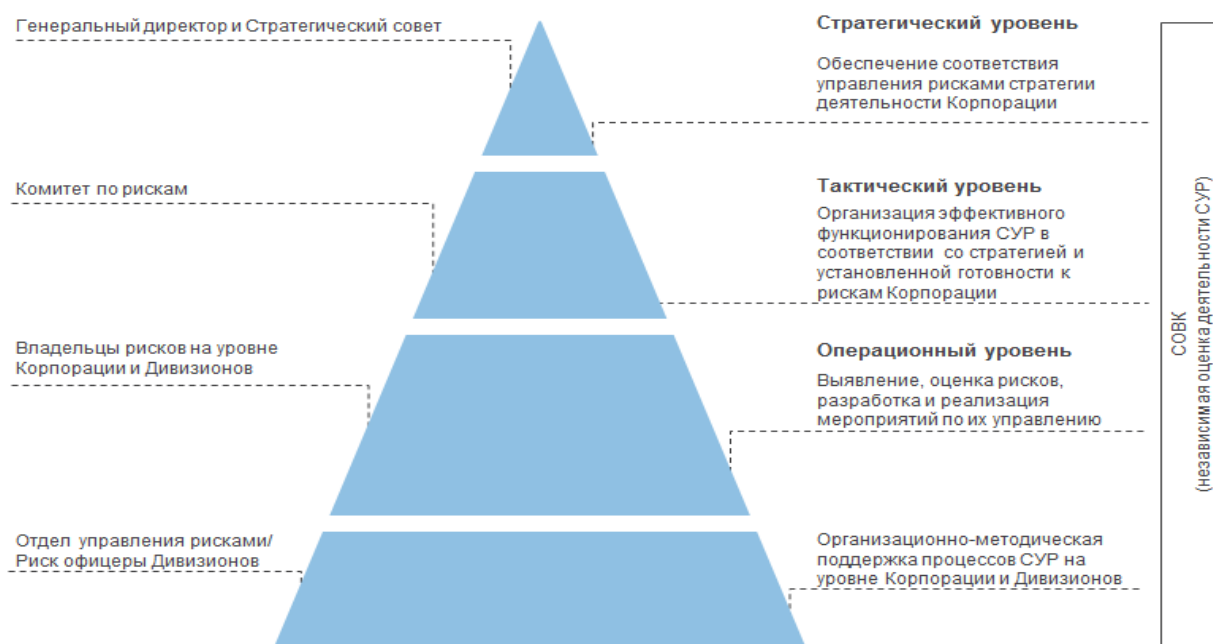 Генеральный директор и Стратегический совет
Стратегический уровень
Обеспечение соответствия
управления рисками стратегии
деятельности Корпорации
Комитет по рискам
Тактический уровень
Организация эффективного
функционирования СУР в
соответствии со стратегией и
установленной готовности к
рискам Корпорации
Владельцы рисков на уровне
Корпорации и Дивизионов
Операционный уровень
Выявление, оценка рисков,
разработка и реализация
мероприятий по их управлению
Отдел управления рисками/
Риск офицеры Дивизионов
Организационно-методическая
поддержка процессов СУР на
уровне Корпорации и Дивизионов
СОВК
(независимая оценка деятельности СУР)